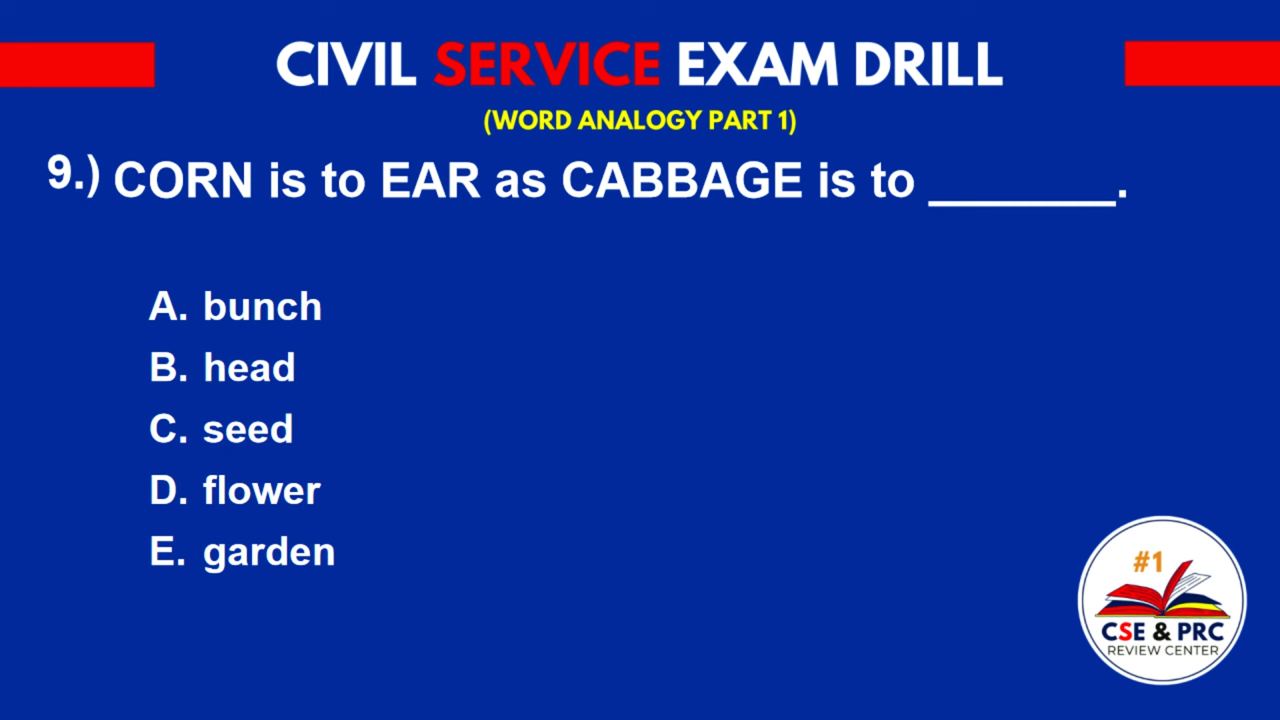 CIVIL SERVICE EXAM DRILL
(WORD ANALOGY PART 1)
9.) CORN is to EAR as CABBAGE is to _______.
A. bunch
B. head
C. seed
D. flower
E. garden
#1
CSE & PRC
REVIEW CENTER